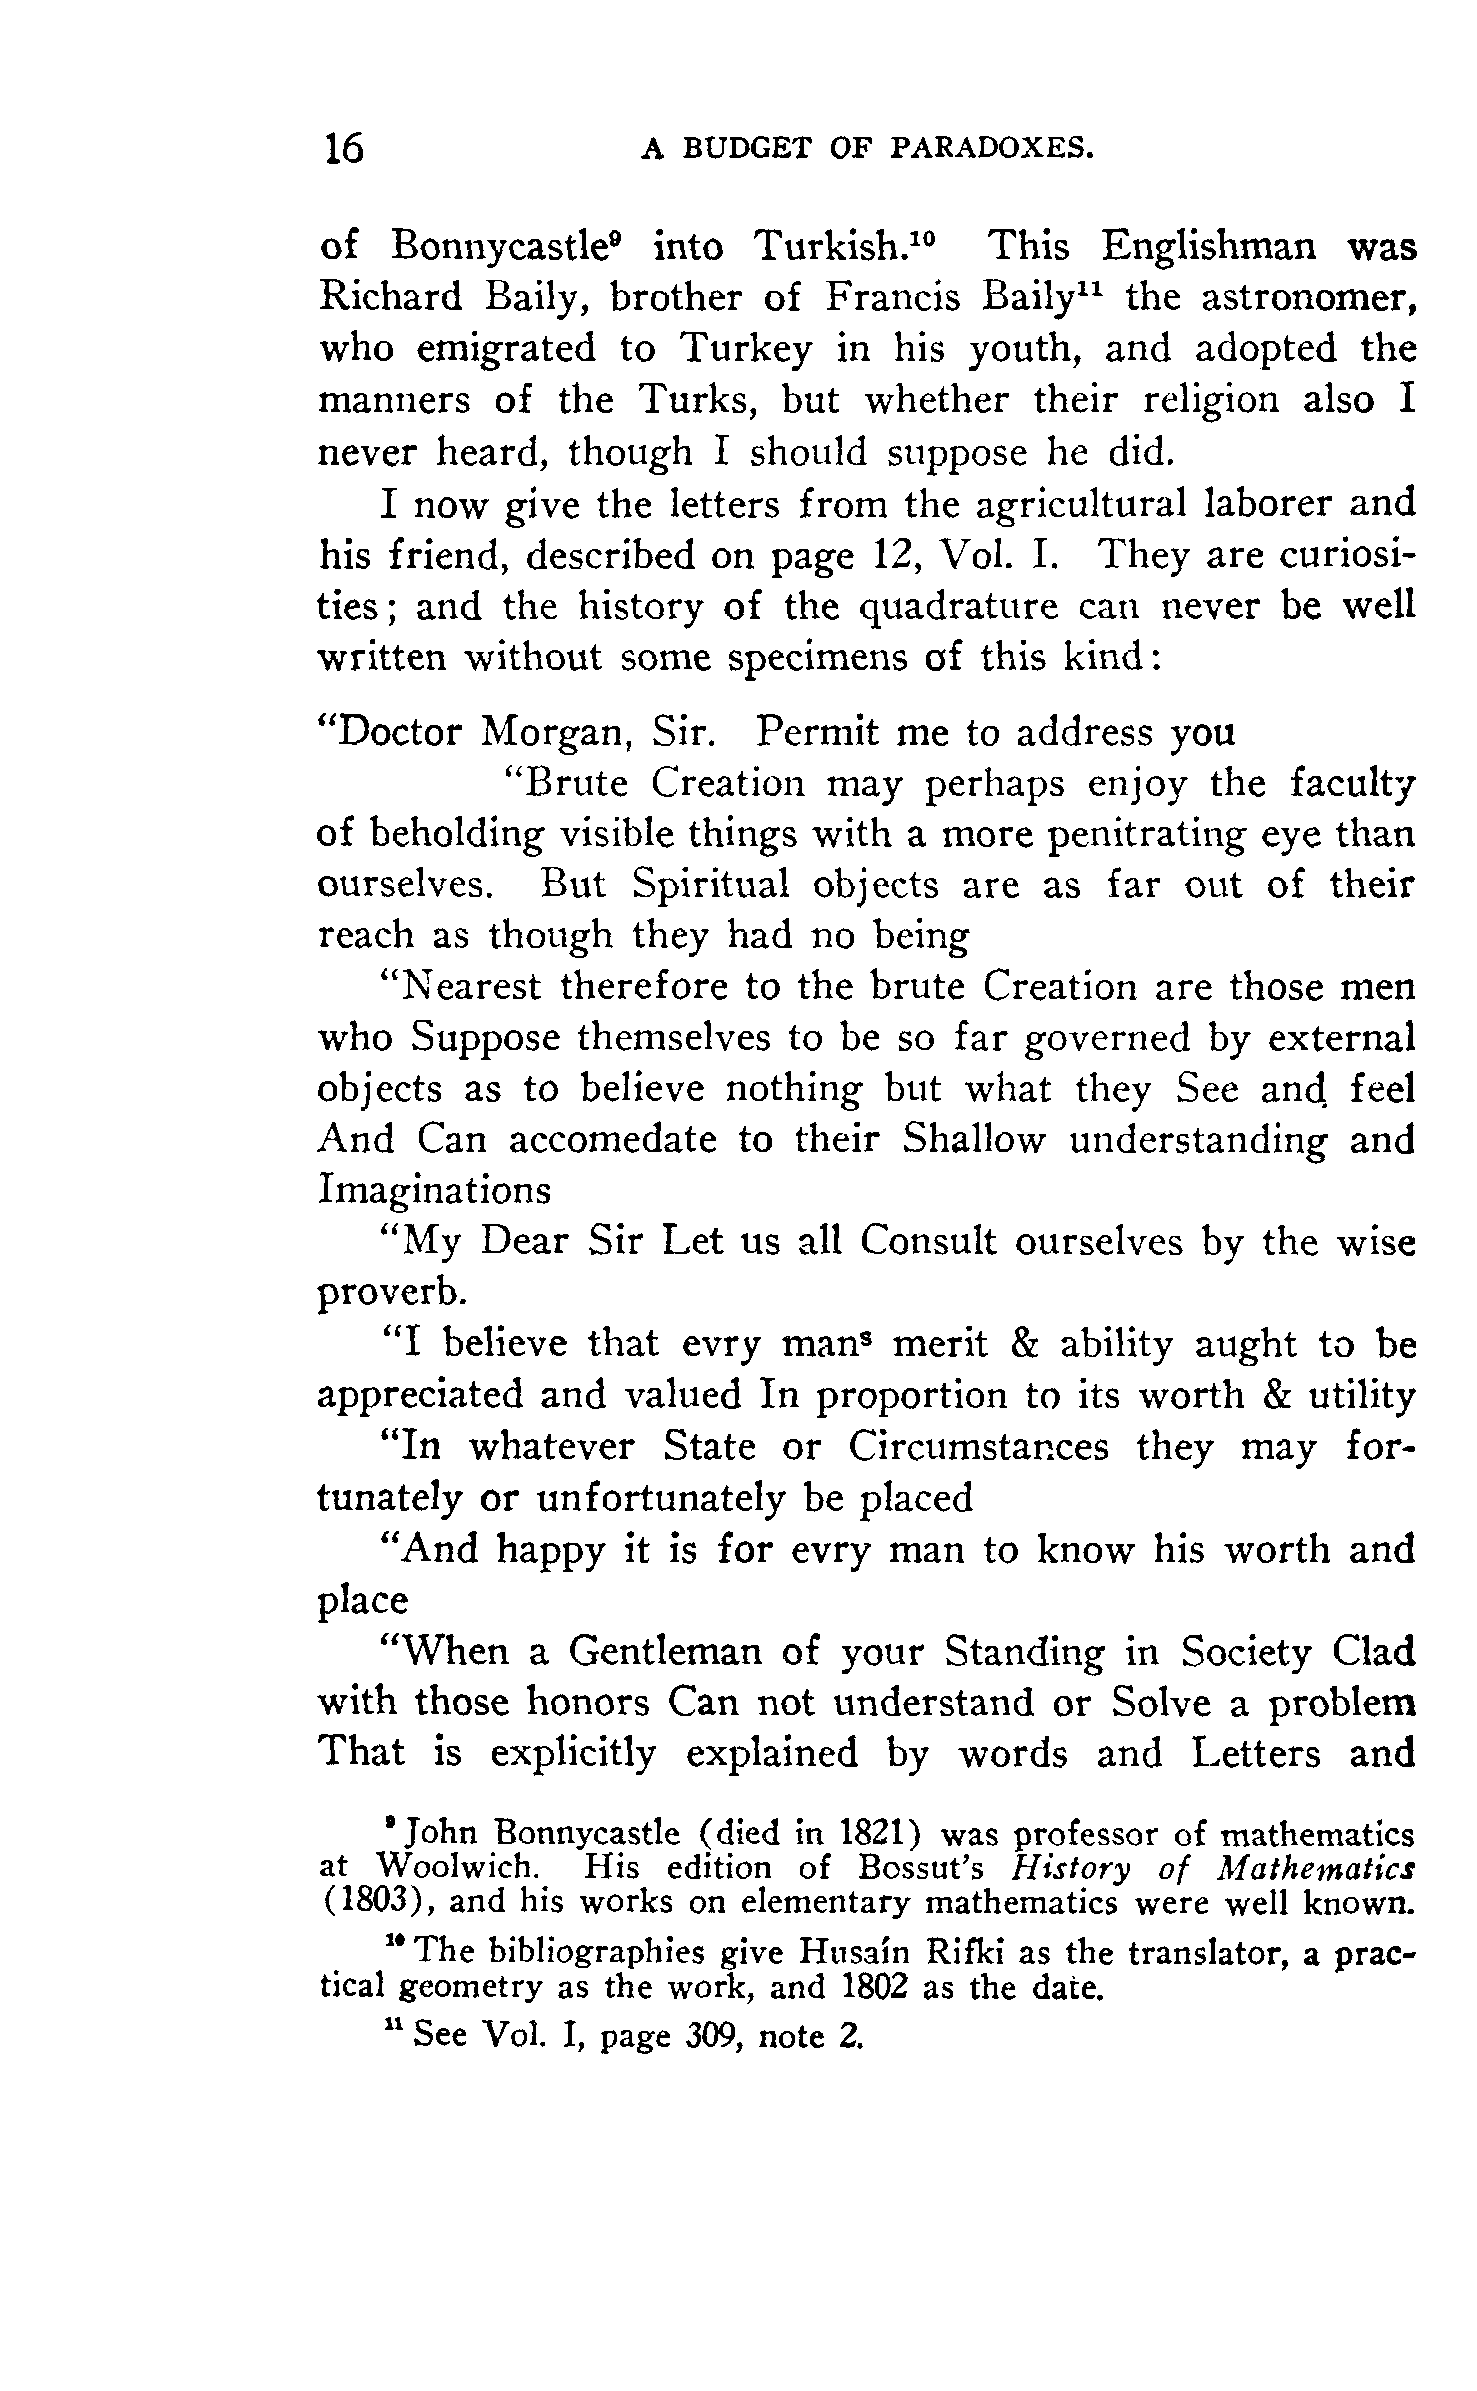 16 A BUDGET OF PARADOXES.
of Bonnycastle⁹ into Turkish.¹⁰ This Englishman was
Richard Baily, brother of Francis Baily¹¹ the astronomer,
who emigrated to Turkey in his youth, and adopted the
manners of the Turks, but whether their religion also I
never heard, though I should suppose he did.
I now give the letters from the agricultural laborer and
his friend, described on page 12, Vol. I. They are curiosi-
ties; and the history of the quadrature can never be well
written without some specimens of this kind:
“Doctor Morgan, Sir. Permit me to address you
“Brute Creation may perhaps enjoy the faculty
of beholding visible things with a more penitrating eye than
ourselves. But Spiritual objects are as far out of their
reach as though they had no being
“Nearest therefore to the brute Creation are those men
who Suppose themselves to be so far governed by external
objects as to believe nothing but what they See and feel
And Can accomedate to their Shallow understanding and
Imaginations
“My Dear Sir Let us all Consult ourselves by the wise
proverb.
“I believe that evry manˢ merit & ability aught to be
appreciated and valued In proportion to its worth & utility
“In whatever State or Circumstances they may for-
tunately or unfortunately be placed
“And happy it is for evry man to know his worth and
place
“When a Gentleman of your Standing in Society Clad
with those honors Can not understand or Solve a problem
That is explicitly explained by words and Letters and
⁹ John Bonnycastle (died in 1821) was professor of mathematics
at Woolwich. His edition of Bossut’s History of Mathematics
(1803), and his works on elementary mathematics were well known.
¹⁰ The bibliographies give Husaín Rifki as the translator, a prac-
tical geometry as the work, and 1802 as the date.
¹¹ See Vol. I, page 309, note 2.